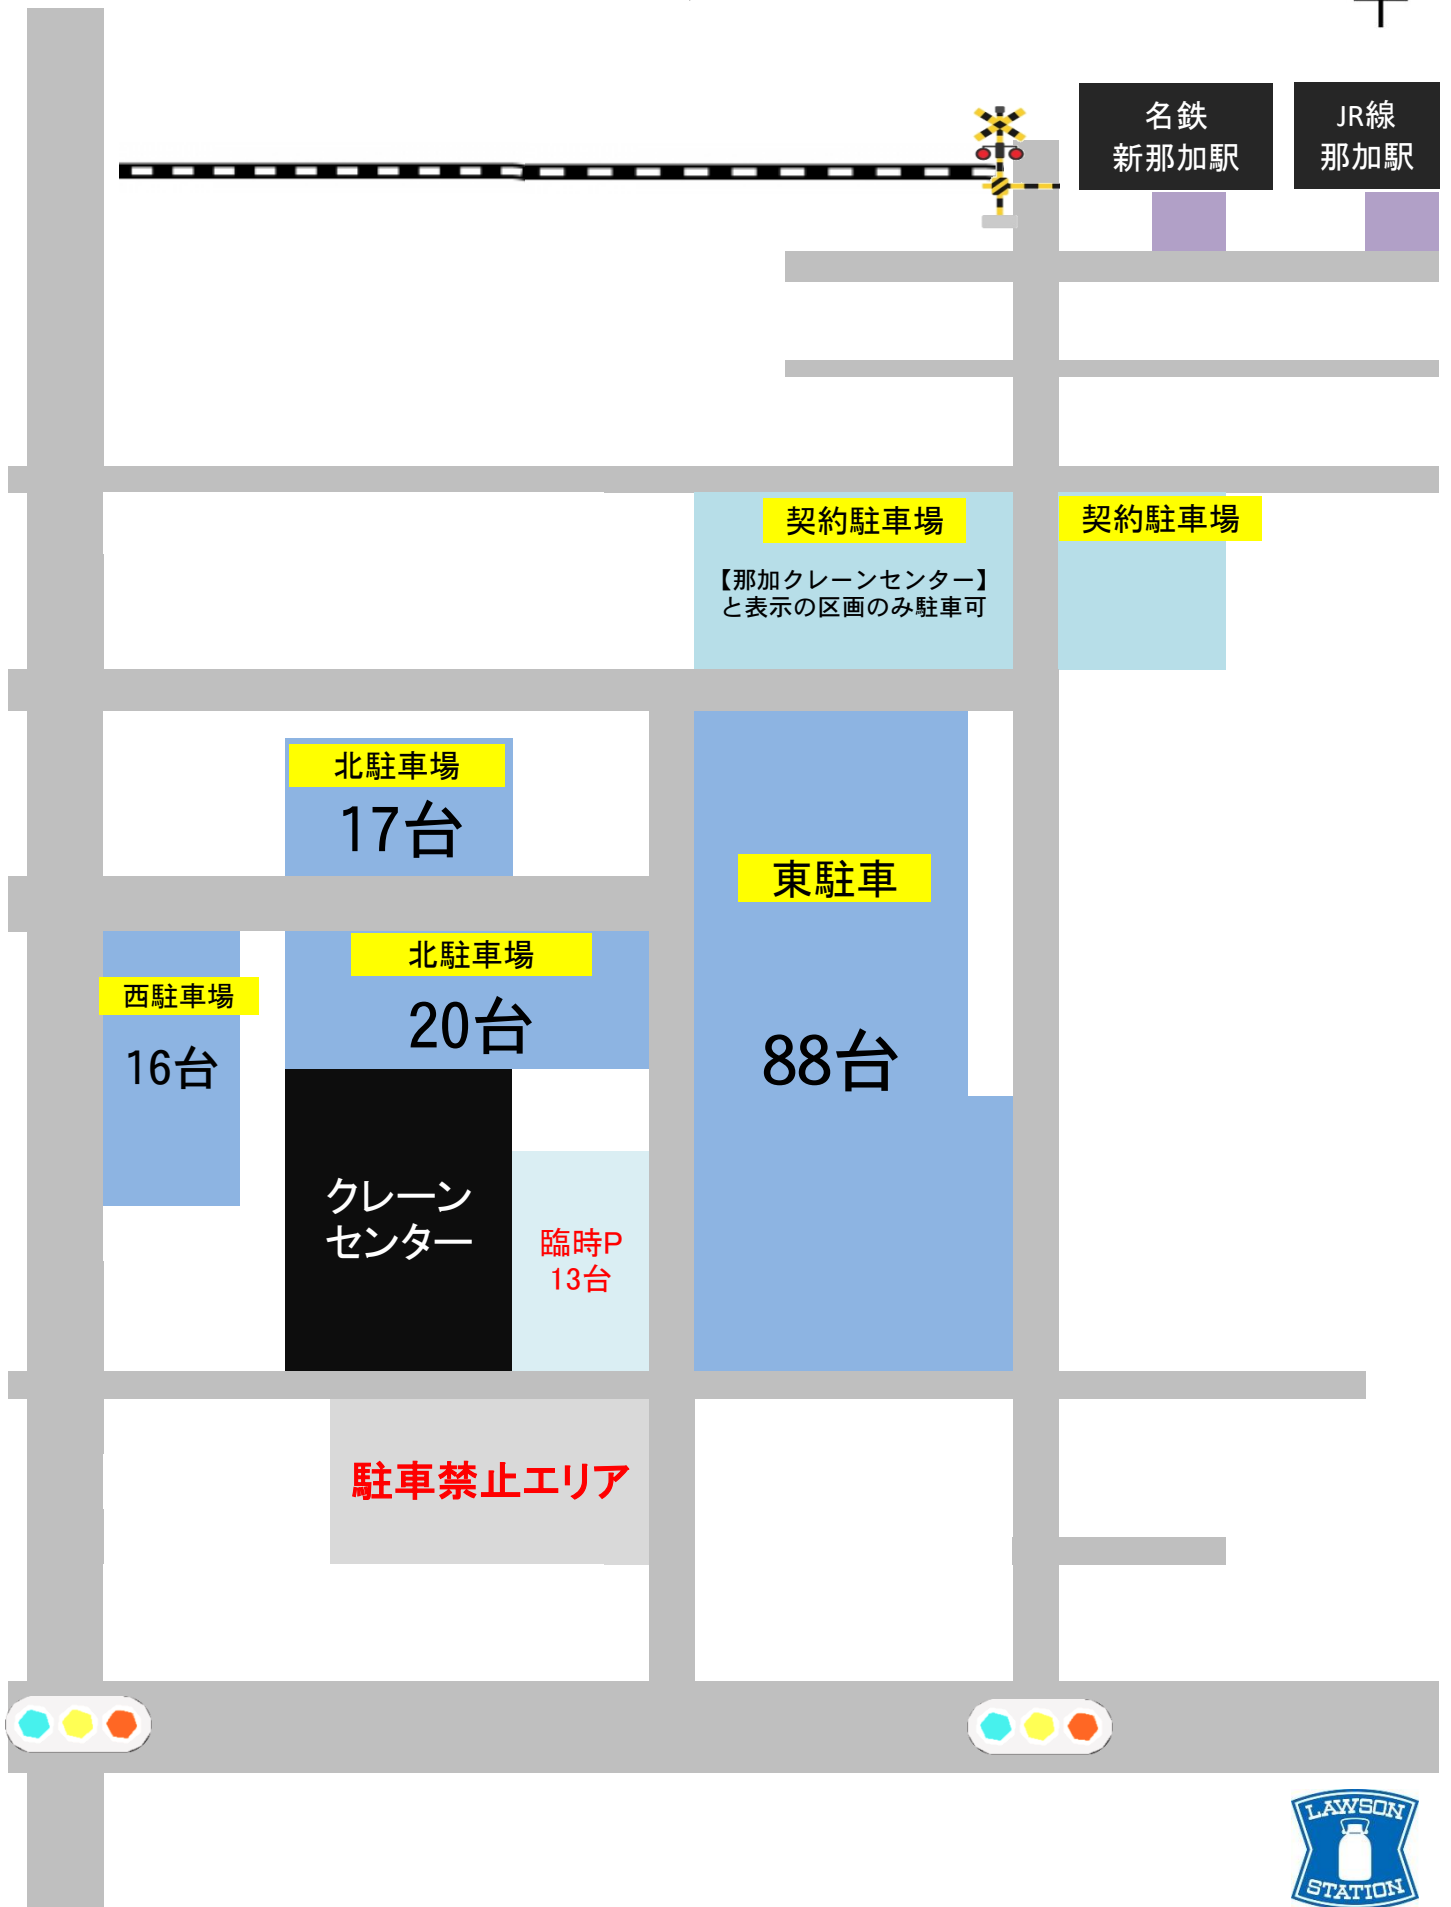 名鉄
新那加駅
JR線
那加駅
契約駐車場
【那加クレーンセンター】
と表示の区画のみ駐車可
契約駐車場
北駐車場
17台
東駐車
88台
北駐車場
20台
西駐車場
16台
クレーン
センター
臨時P
13台
駐車禁止エリア
LAWSON
STATION